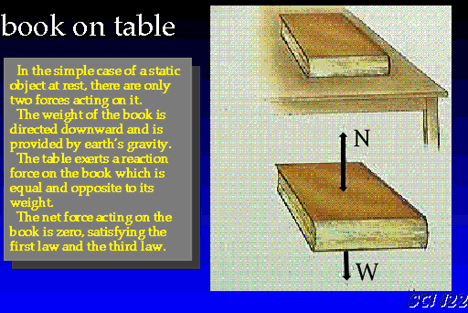 book on table
In the simple case of a static
object at rest, there are only
two forces acting on it.
The weight of the book is
directed downward and is
provided by earth's gravity.
The table exerts a reaction
force on the book which is
equal and opposite to its
weight.
The net force acting on the
book is zero, satisfying the
first law and the third law.
N
W
SCI 122